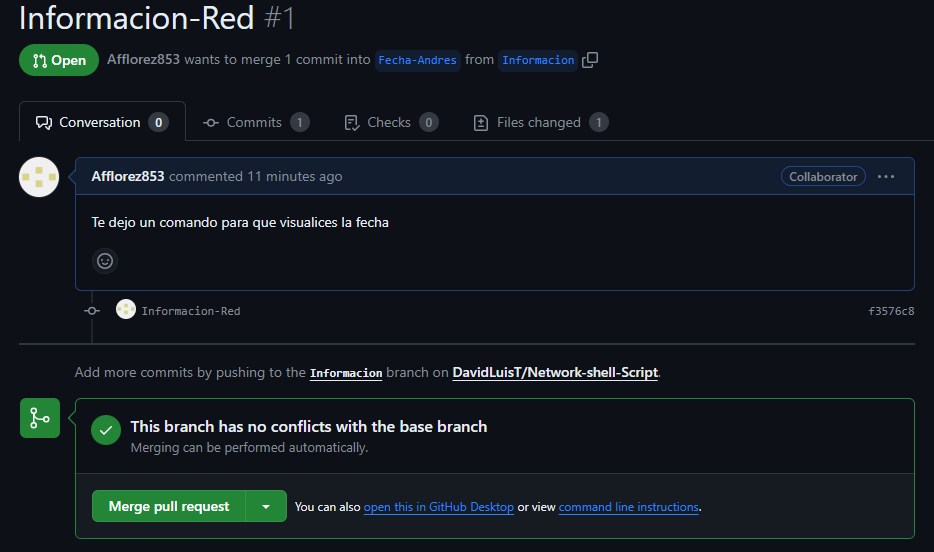 Informacion-Red #1
Open Afflorez853 wants to merge 1 commit into Fecha-Andres from Informacion
Conversation 0 Commits 1 Checks 0 Files changed 1
Afflorez853 commented 11 minutes ago Collaborator ...
Te dejo un comando para que visualices la fecha
Informacion-Red f3576c8
Add more commits by pushing to the Informacion branch on DavidLuisT/Network-shell-Script.
This branch has no conflicts with the base branch
Merging can be performed automatically.
Merge pull request You can also open this in GitHub Desktop or view command line instructions.